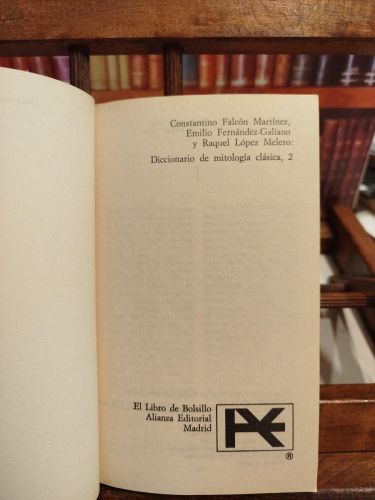 Constantino Falcón Martínez,
Emilio Fernández-Galiano
y Raquel López Melero:
Diccionario de mitología clásica, 2
El Libro de Bolsillo
Alianza Editorial
Madrid
®